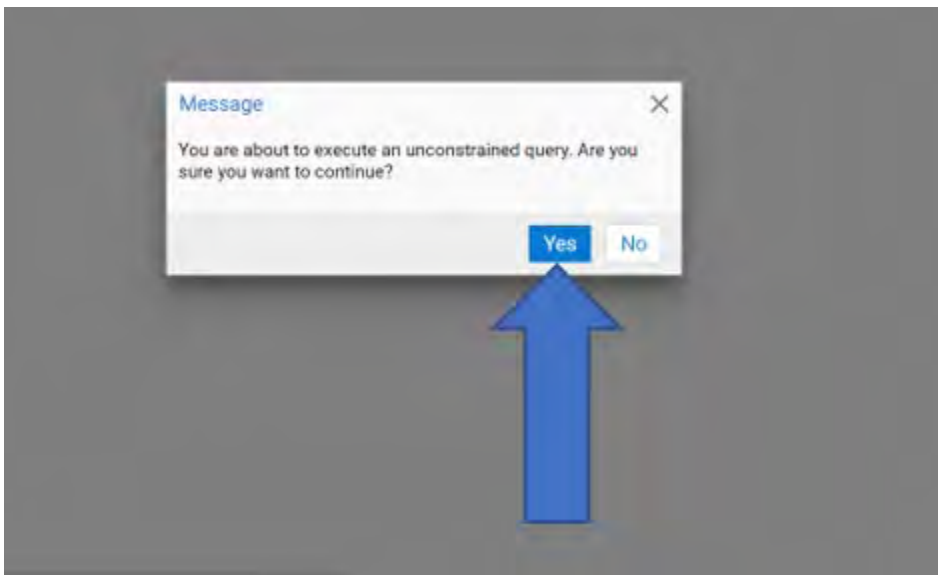 Message
You are about to execute an unconstrained query. Are you
sure you want to continue?
Yes No